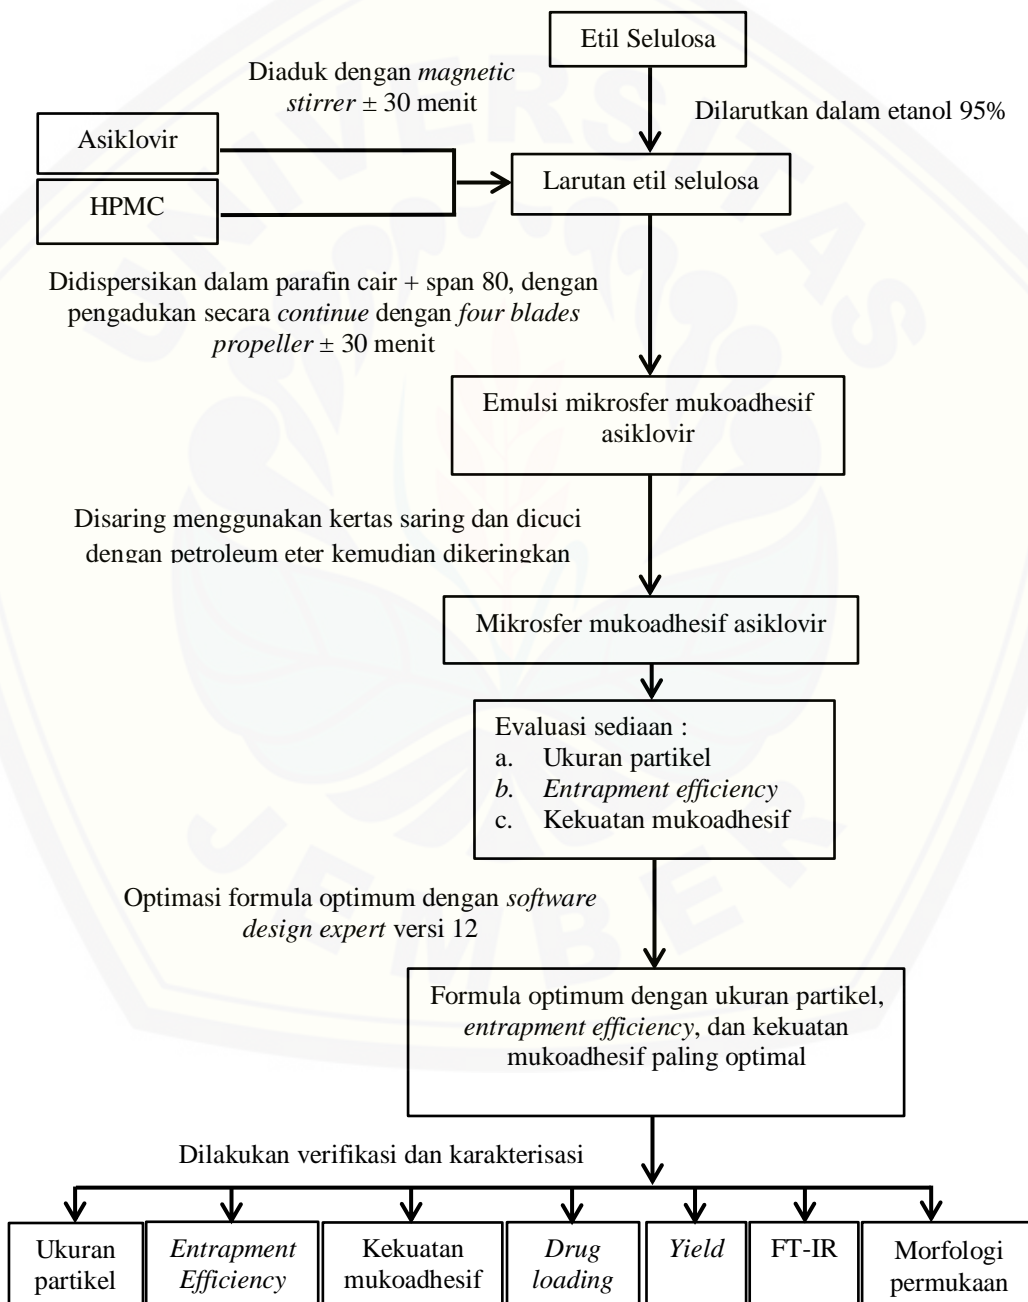 Etil Selulosa
Diaduk dengan magnetic
stirrer ± 30 menit
Dilarutkan dalam etanol 95%
Asiklovir
HPMC
Larutan etil selulosa
Didispersikan dalam parafin cair + span 80, dengan
pengadukan secara continue dengan four blades
propeller ± 30 menit
Emulsi mikrosfer mukoadhesif
asiklovir
Disaring menggunakan kertas saring dan dicuci
dengan petroleum eter kemudian dikeringkan
Mikrosfer mukoadhesif asiklovir
Evaluasi sediaan :
a. Ukuran partikel
b. Entrapment efficiency
c. Kekuatan mukoadhesif
Optimasi formula optimum dengan software
design expert versi 12
Formula optimum dengan ukuran partikel,
entrapment efficiency, dan kekuatan
mukoadhesif paling optimal
Dilakukan verifikasi dan karakterisasi
Ukuran
partikel
Entrapment
Efficiency
Kekuatan
mukoadhesif
Drug
loading
Yield
FT-IR
Morfologi
permukaan
UNIVERSITAS
JEMBER